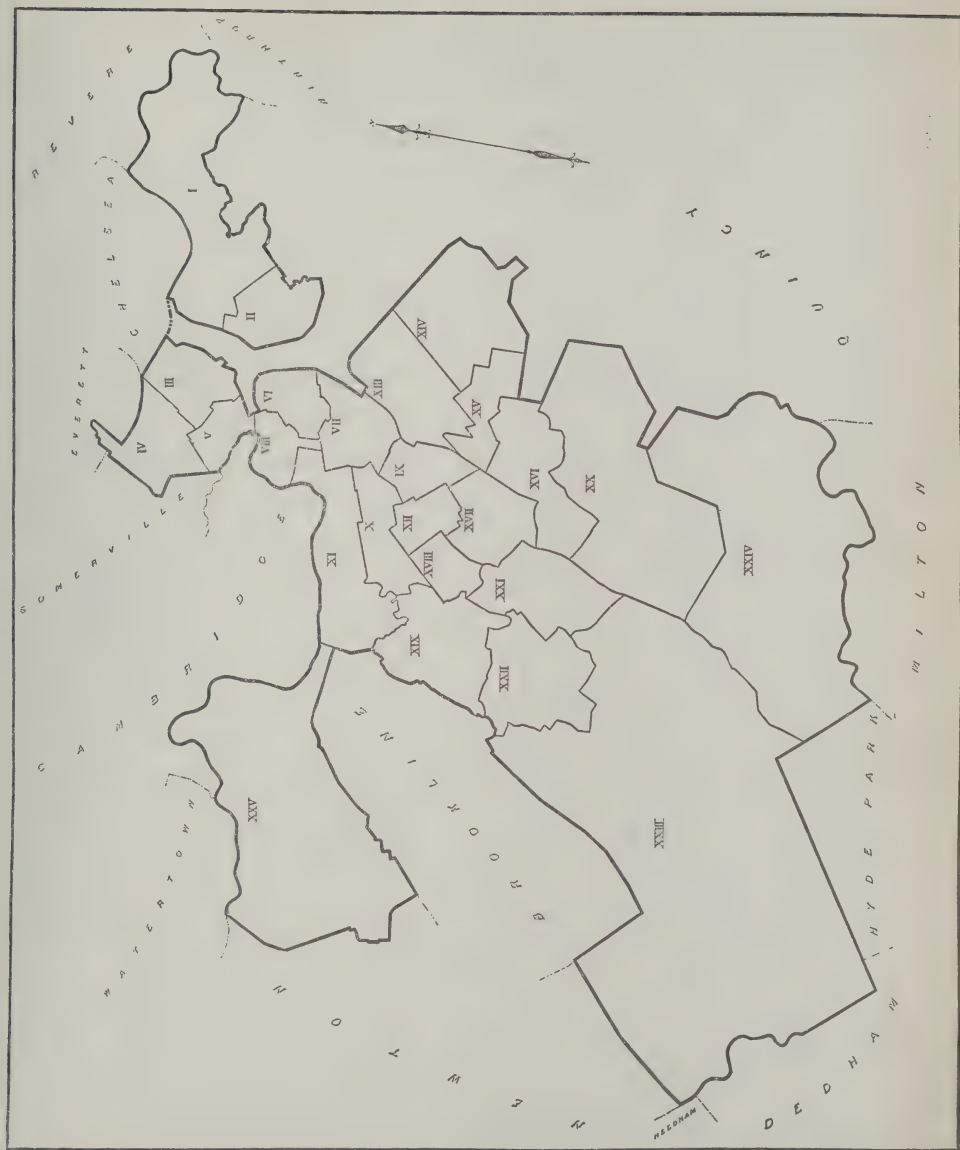 WINTHROP
REVERE
CHELSEA
EVERETT
SOMERVILLE
CAMBRIDGE
WATERTOWN
NEWTON
BROOKLINE
QUINCY
MILTON
HYDE PARK
DEDHAM
NEEDHAM
I
II
III
IV
V
VI
VII
VIII
IX
X
XI
XII
XIII
XIV
XV
XVI
XVII
XVIII
XIX
XX
XXI
XXII
XXIII
XXIV
XXV